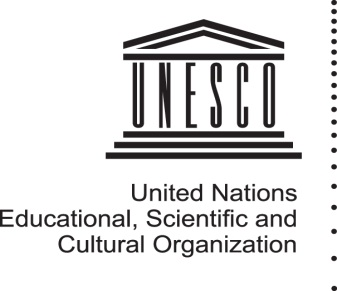 UNESCO
United Nations
Educational, Scientific and
Cultural Organization